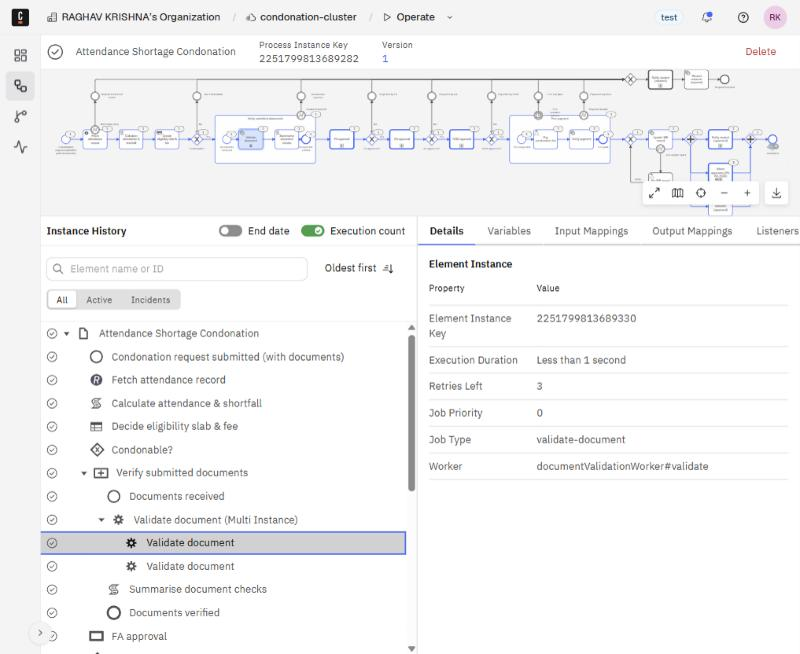 C RAGHAV KRISHNA's Organization / condonation-cluster / Operate test RK
Attendance Shortage Condonation
Process Instance Key
2251799813689282
Version
1
Delete
Instance History
End date
Execution count
Element name or ID
Oldest first
All Active Incidents
Attendance Shortage Condonation
Condonation request submitted (with documents)
Fetch attendance record
Calculate attendance & shortfall
Decide eligibility slab & fee
Condonable?
Verify submitted documents
Documents received
Validate document (Multi Instance)
Validate document
Validate document
Summarise document checks
Documents verified
FA approval
Details Variables Input Mappings Output Mappings Listeners
Element Instance
Property Value
Element Instance Key 2251799813689330
Execution Duration Less than 1 second
Retries Left 3
Job Priority 0
Job Type validate-document
Worker documentValidationWorker#validate